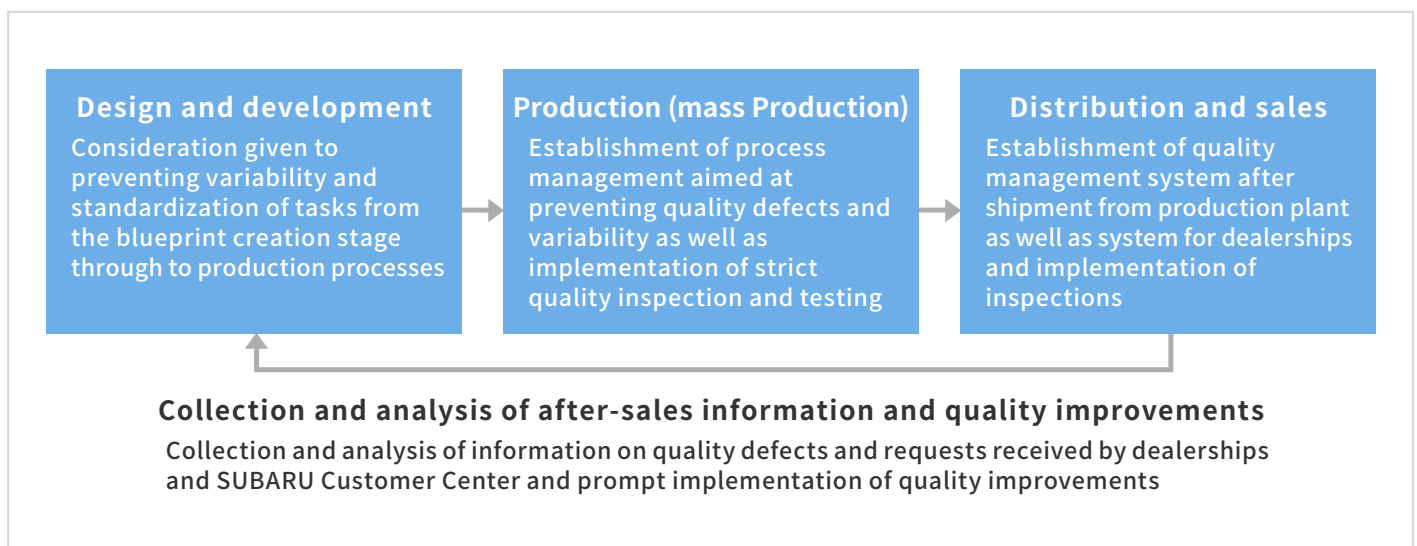 Design and development
Consideration given to
preventing variability and
standardization of tasks from
the blueprint creation stage
through to production processes
Production (mass Production)
Establishment of process
management aimed at
preventing quality defects and
variability as well as
implementation of strict
quality inspection and testing
Distribution and sales
Establishment of quality
management system after
shipment from production plant
as well as system for dealerships
and implementation of
inspections
Collection and analysis of after-sales information and quality improvements
Collection and analysis of information on quality defects and requests received by dealerships
and SUBARU Customer Center and prompt implementation of quality improvements